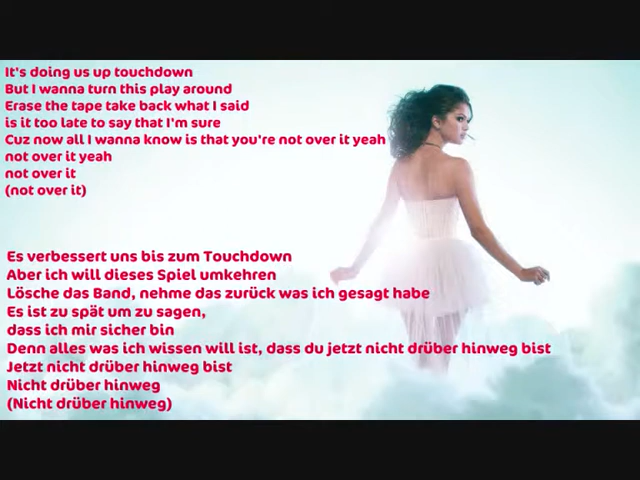 It's doing us up touchdown
But I wanna turn this play around
Erase the tape take back what I said
is it too late to say that I'm sure
Cuz now all I wanna know is that you're not over it yeah
not over it yeah
not over it
(not over it)
Es verbessert uns bis zum Touchdown
Aber ich will dieses Spiel umkehren
Lösche das Band, nehme das zurück was ich gesagt habe
Es ist zu spät um zu sagen,
dass ich mir sicher bin
Denn alles was ich wissen will ist, dass du jetzt nicht drüber hinweg bist
Jetzt nicht drüber hinweg bist
Nicht drüber hinweg
(Nicht drüber hinweg)